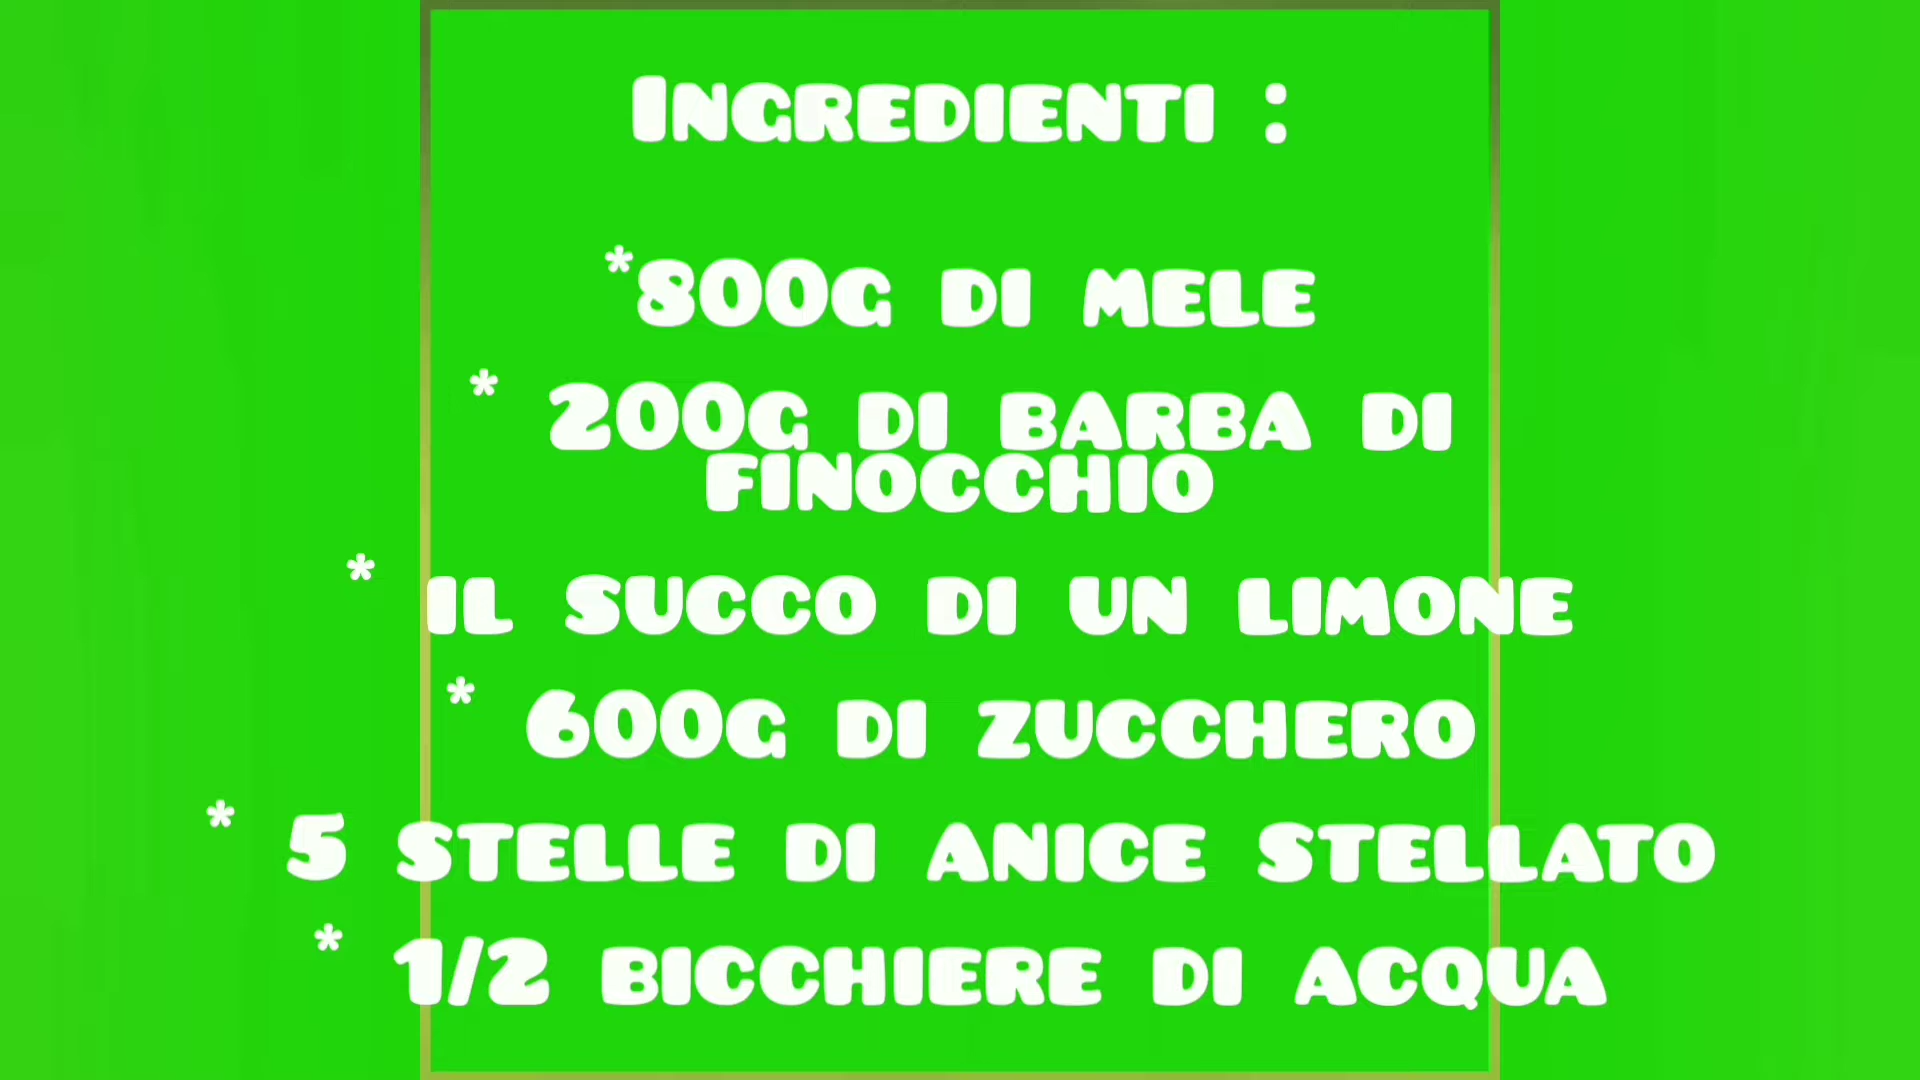 INGREDIENTI :
*800G DI MELE
* 200G DI BARBA DI
FINOCCHIO
* IL SUCCO DI UN LIMONE
* 600G DI ZUCCHERO
* 5 STELLE DI ANICE STELLATO
* 1/2 BICCHIERE DI ACQUA